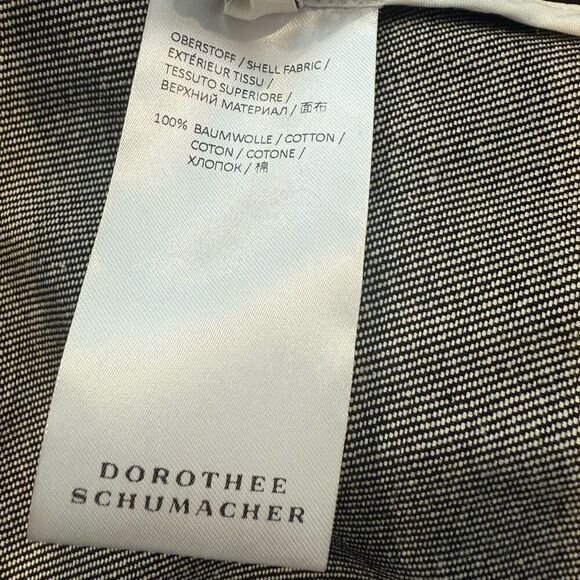 OBERSTOFF / SHELL FABRIC /
EXTÉRIEUR TISSU /
TESSUTO SUPERIORE /
ВЕРХНИЙ МАТЕРИАЛ / 面布
100% BAUMWOLLE / COTTON /
COTON / COTONE /
ХЛОПОК / 棉
DOROTHEE
SCHUMACHER